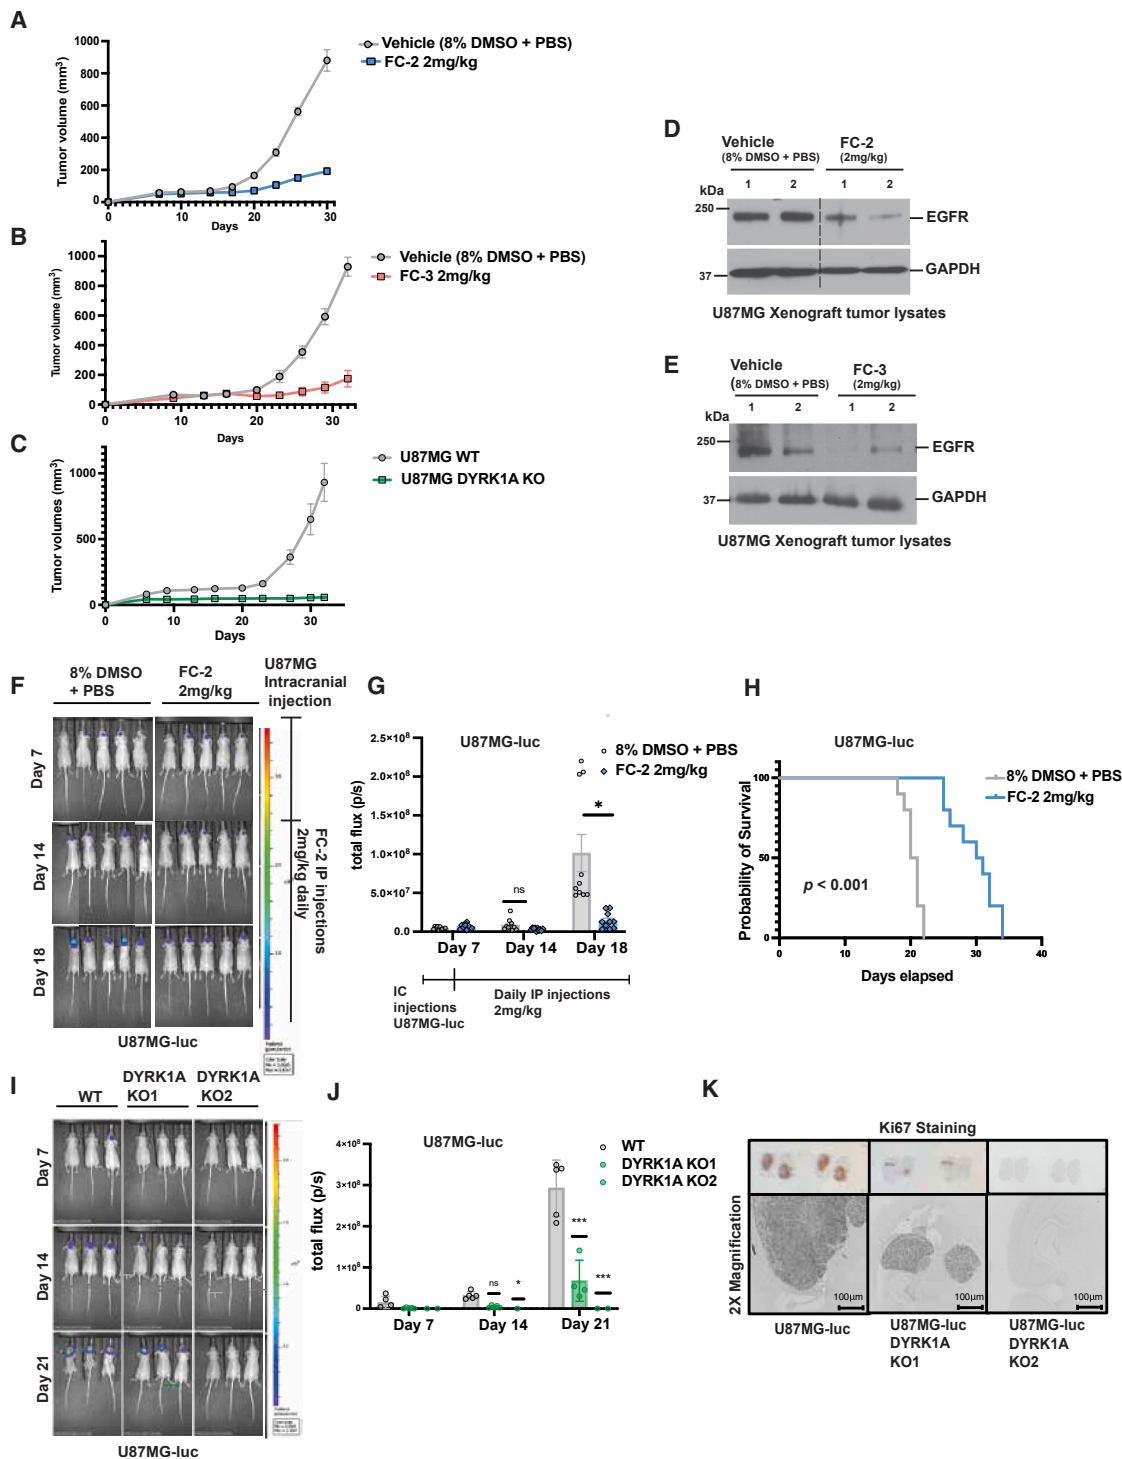 A
Tumor volume (mm³)
1000
800
600
400
200
0
0
10
20
30
Days
Vehicle (8% DMSO + PBS)
FC-2 2mg/kg
B
Tumor volume (mm³)
1000
800
600
400
200
0
0
10
20
30
Days
Vehicle (8% DMSO + PBS)
FC-3 2mg/kg
C
Tumor volumes (mm³)
1000
500
0
0
10
20
30
Days
U87MG WT
U87MG DYRK1A KO
D
Vehicle
(8% DMSO + PBS)
FC-2
(2mg/kg)
1 2 1 2
kDa
250
EGFR
37
GAPDH
U87MG Xenograft tumor lysates
E
Vehicle
(8% DMSO + PBS)
FC-3
(2mg/kg)
1 2 1 2
kDa
250
EGFR
37
GAPDH
U87MG Xenograft tumor lysates
F
8% DMSO
+ PBS
FC-2
2mg/kg
U87MG
Intracranial
injection
Day 7
Day 14
Day 18
FC-2 IP injections
2mg/kg daily
U87MG-luc
G
U87MG-luc
8% DMSO + PBS
FC-2 2mg/kg
total flux (p/s)
2.5×10⁸
2.0×10⁸
1.5×10⁸
1.0×10⁸
5.0×10⁷
0.0
ns
*
Day 7
Day 14
Day 18
IC
injections
U87MG-luc
Daily IP injections
2mg/kg
H
U87MG-luc
8% DMSO + PBS
FC-2 2mg/kg
Probability of Survival
100
50
0
p < 0.001
0
10
20
30
40
Days elapsed
I
WT
DYRK1A
KO1
DYRK1A
KO2
Day 7
Day 14
Day 21
U87MG-luc
J
U87MG-luc
WT
DYRK1A KO1
DYRK1A KO2
total flux (p/s)
4×10⁸
3×10⁸
2×10⁸
1×10⁸
0
ns
*
***
***
Day 7
Day 14
Day 21
K
Ki67 Staining
2X Magnification
100µm
100µm
100µm
U87MG-luc
U87MG-luc
DYRK1A
KO1
U87MG-luc
DYRK1A
KO2